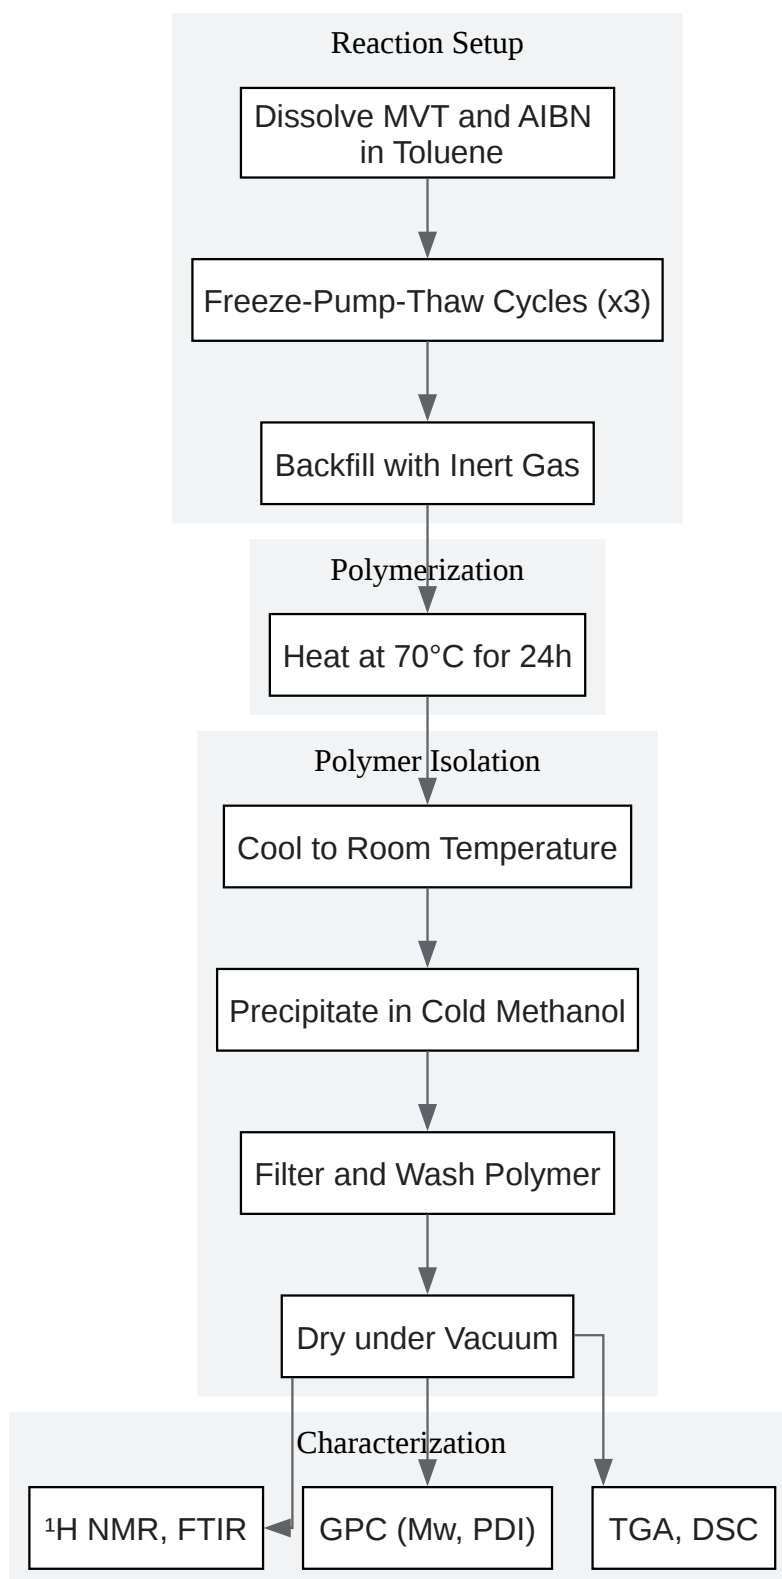 Reaction Setup
Dissolve MVT and AIBN
in Toluene
Freeze-Pump-Thaw Cycles (x3)
Backfill with Inert Gas
Polymerization
Heat at 70°C for 24h
Polymer Isolation
Cool to Room Temperature
Precipitate in Cold Methanol
Filter and Wash Polymer
Dry under Vacuum
Characterization
¹H NMR, FTIR
GPC (Mw, PDI)
TGA, DSC